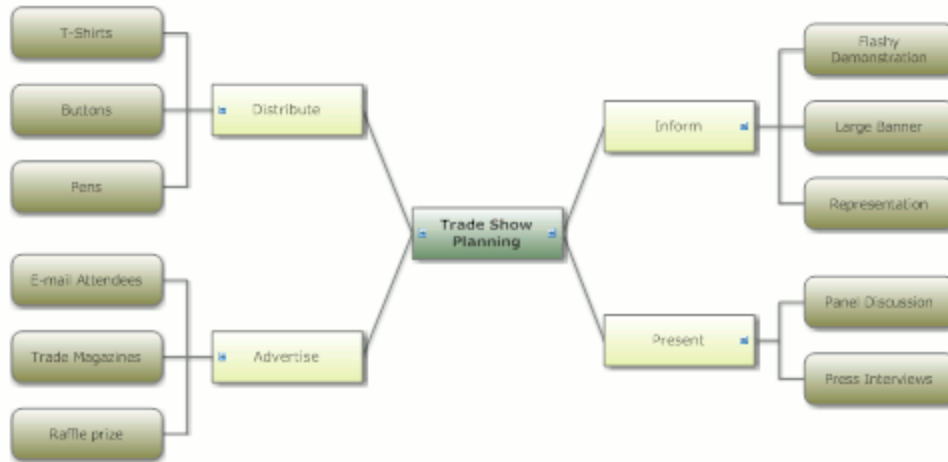 T-Shirts
Buttons
Pens
Distribute
E-mail Attendees
Trade Magazines
Raffle prize
Advertise
Trade Show
Planning
Inform
Flashy
Demonstration
Large Banner
Representation
Present
Panel Discussion
Press Interviews